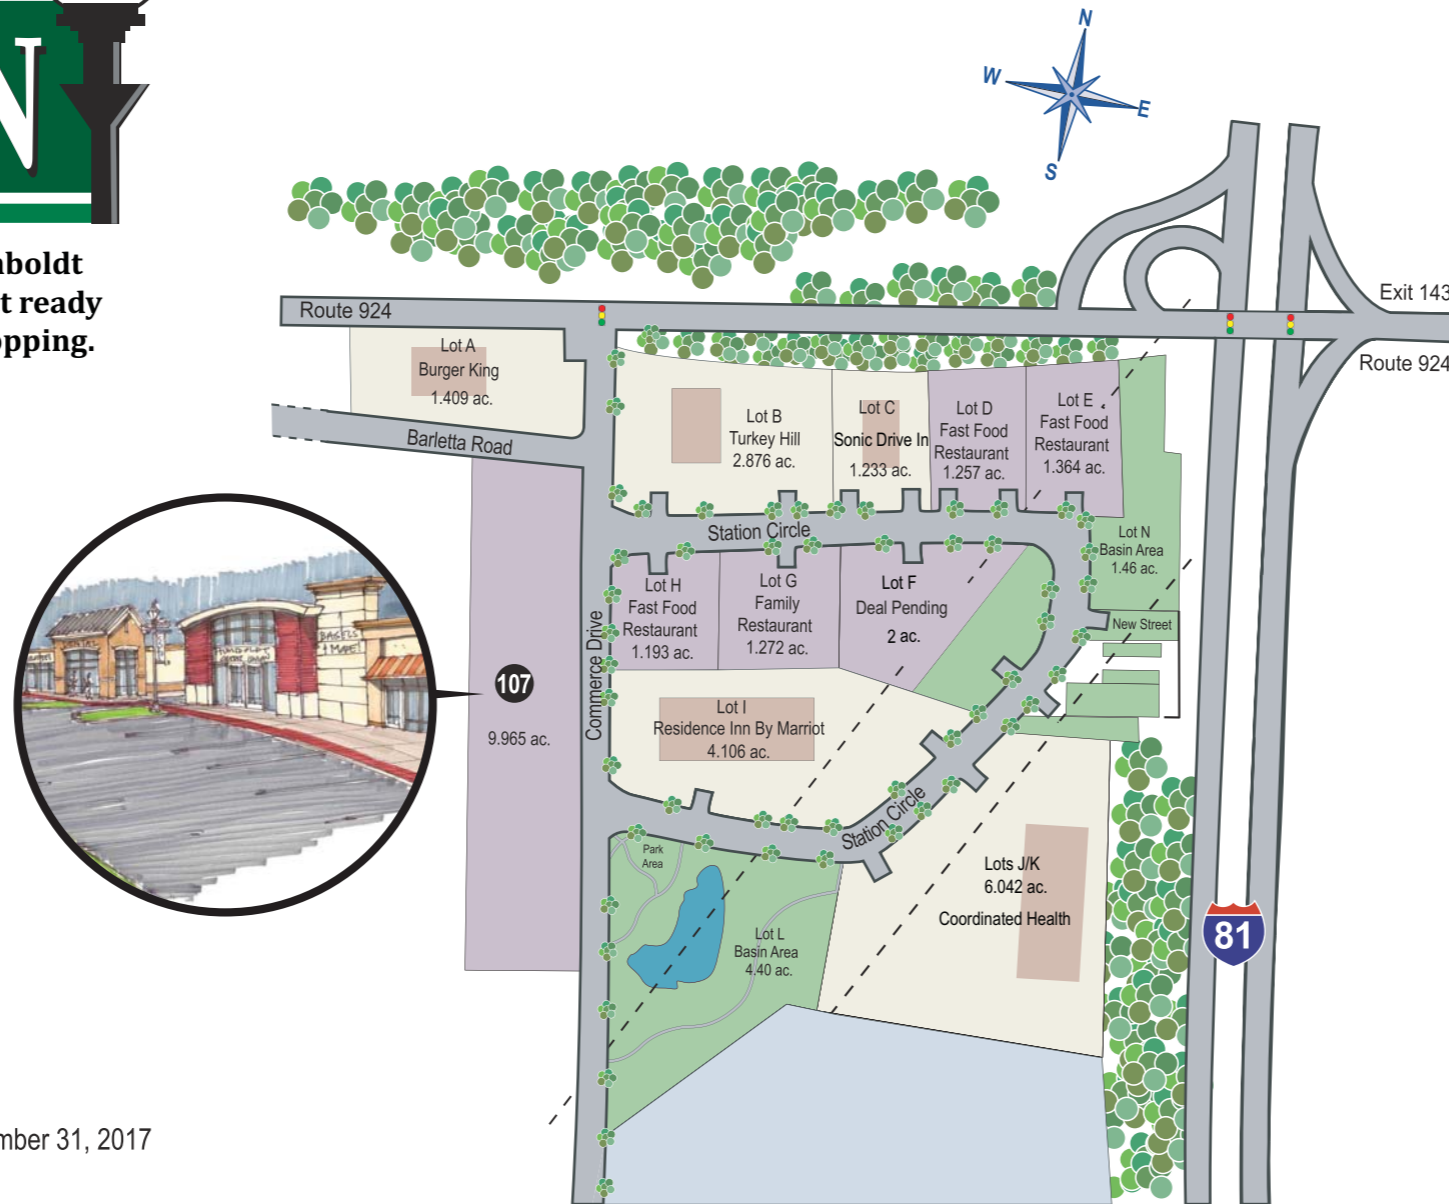 N
N
W
E
S
mboldt
t ready
opping.
Exit 143
Route 924
Route 924
Lot A
Burger King
1.409 ac.
Barletta Road
Lot B
Turkey Hill
2.876 ac.
Lot C
Sonic Drive In
1.233 ac.
Lot D
Fast Food
Restaurant
1.257 ac.
Lot E
Fast Food
Restaurant
1.364 ac.
Station Circle
Lot N
Basin Area
1.46 ac.
New Street
Lot H
Fast Food
Restaurant
1.193 ac.
Lot G
Family
Restaurant
1.272 ac.
Lot F
Deal Pending
2 ac.
Commerce Drive
107
9.965 ac.
BAGELS
Lot I
Residence Inn By Marriot
4.106 ac.
Station Circle
Park
Area
Lot L
Basin Area
4.40 ac.
Lots J/K
6.042 ac.
Coordinated Health
81
mber 31, 2017